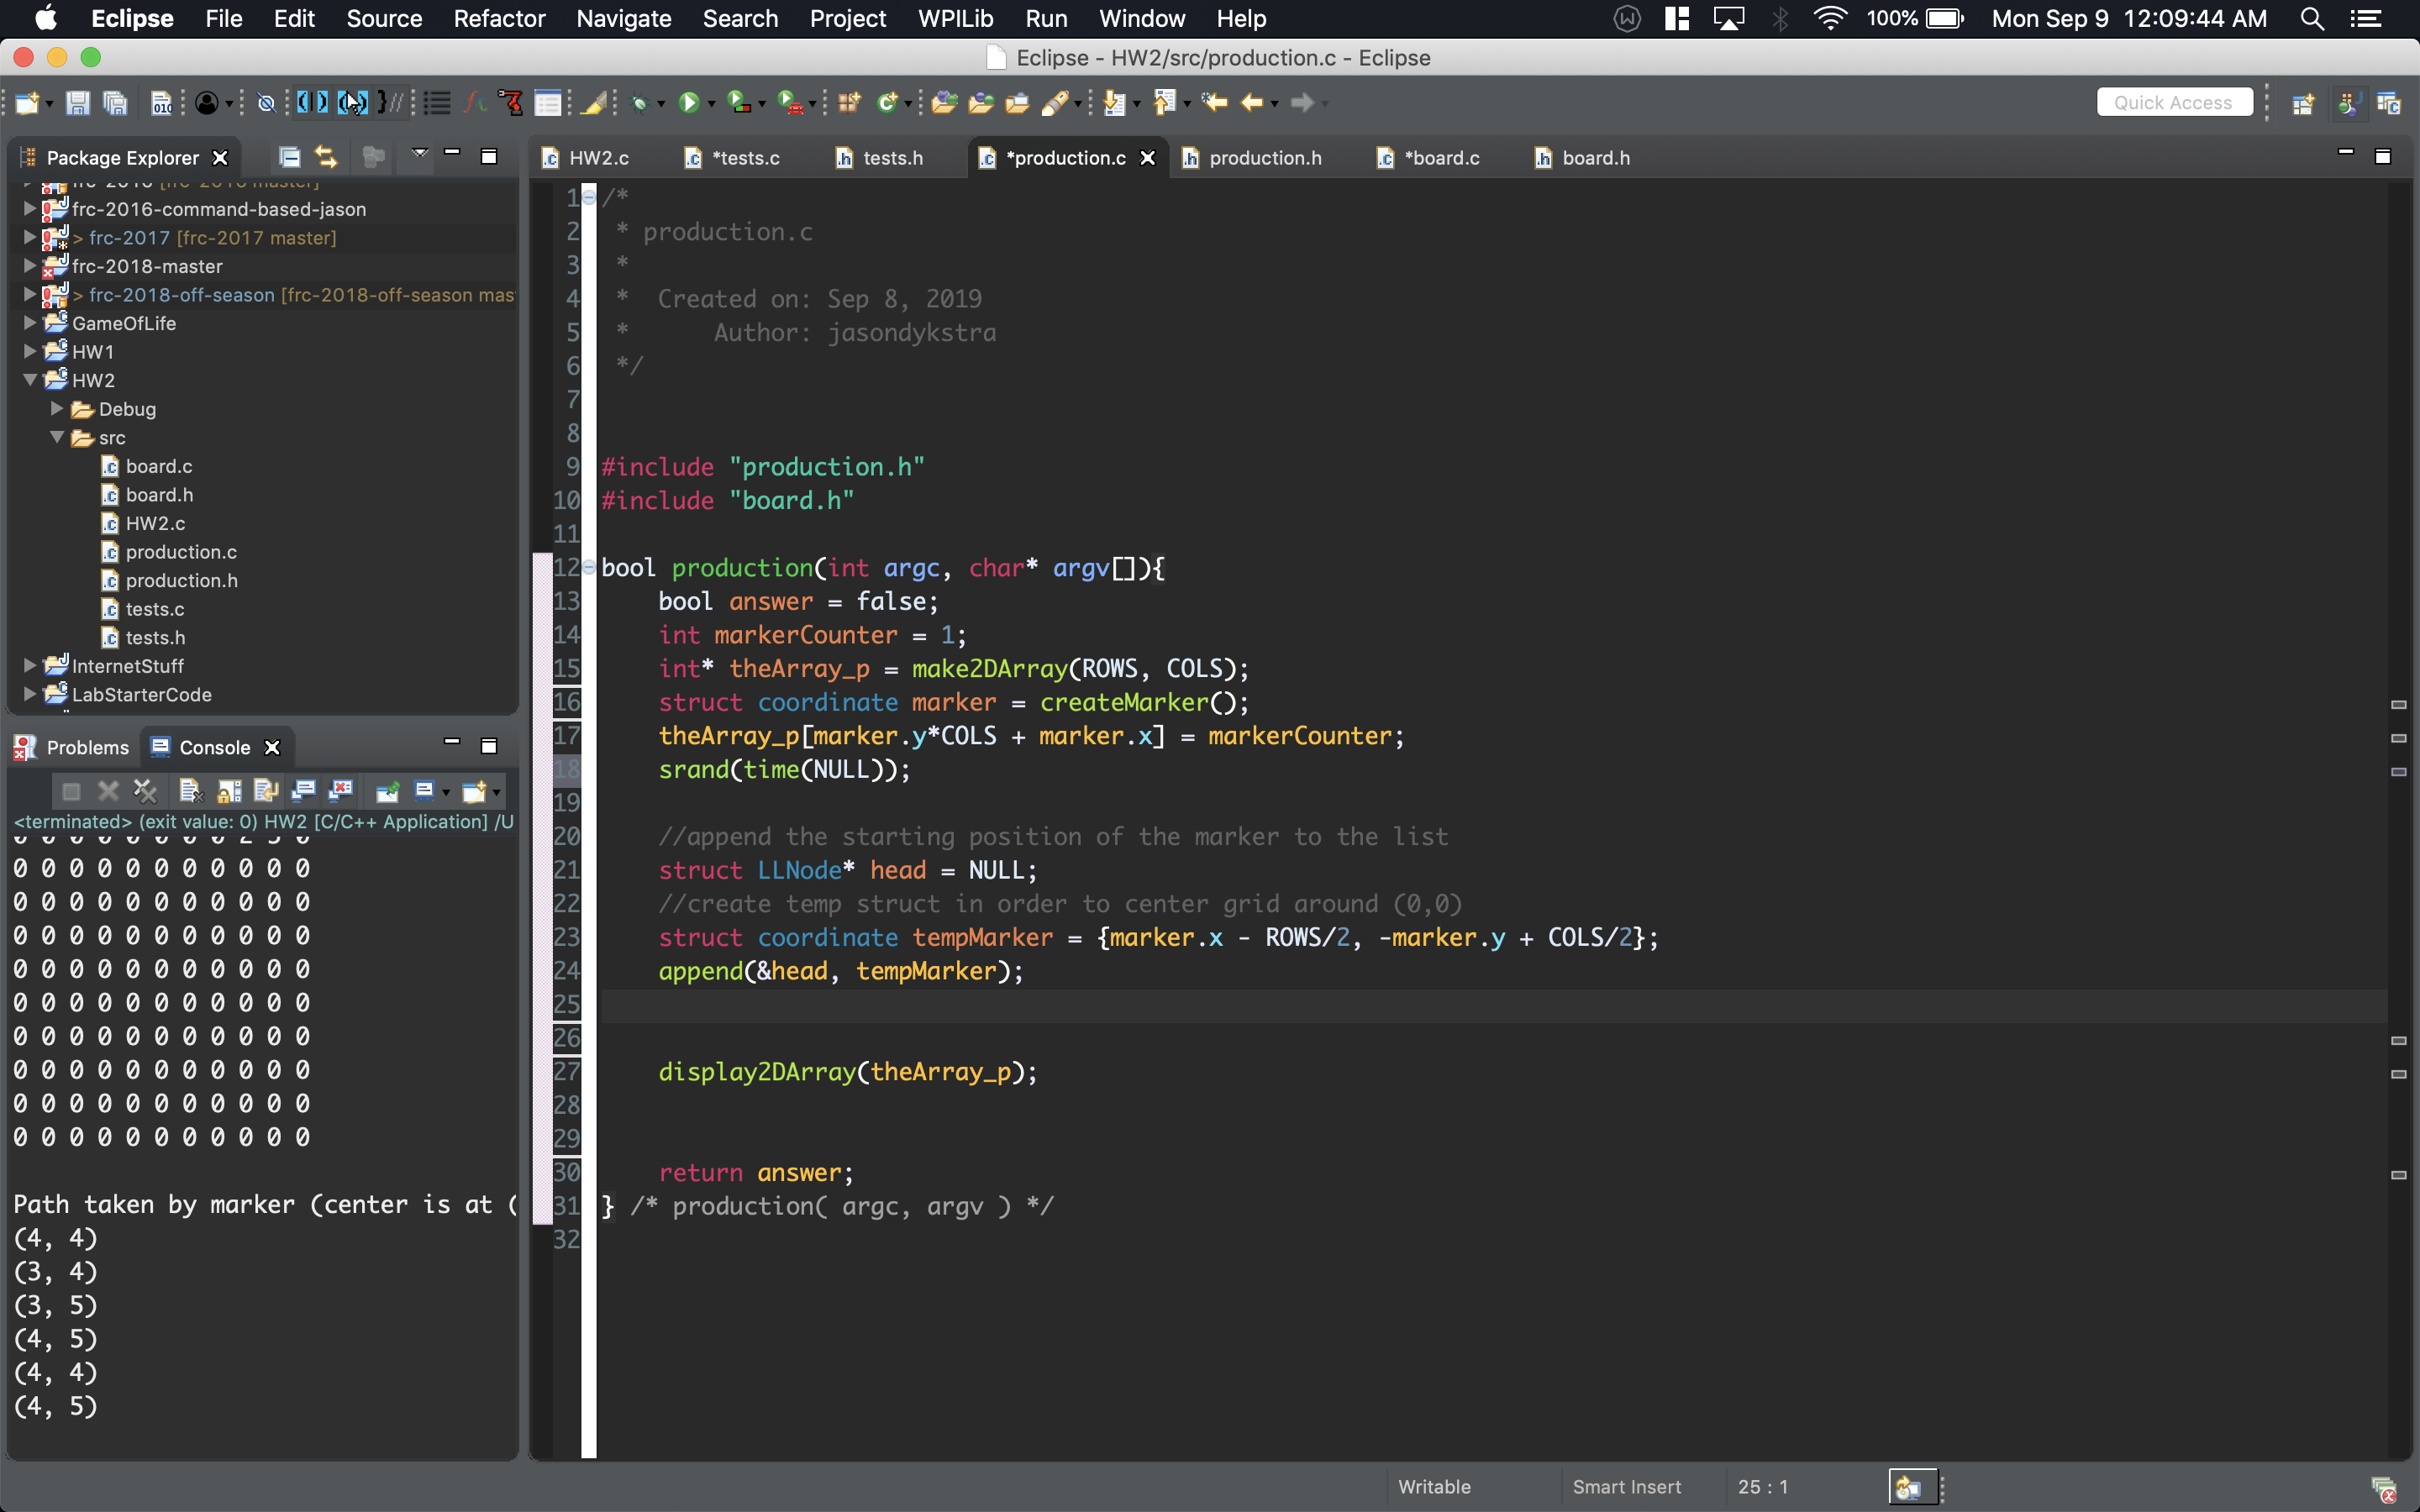 Eclipse File Edit Source Refactor Navigate Search Project WPILib Run Window Help 100% Mon Sep 9 12:09:44 AM
Eclipse - HW2/src/production.c - Eclipse
Quick Access
Package Explorer
frc-2016-command-based-jason
> frc-2017 [frc-2017 master]
frc-2018-master
> frc-2018-off-season [frc-2018-off-season mas
GameOfLife
HW1
HW2
Debug
src
board.c
board.h
HW2.c
production.c
production.h
tests.c
tests.h
InternetStuff
LabStarterCode
Problems Console
<terminated> (exit value: 0) HW2 [C/C++ Application] /U
0 0 0 0 0 0 0 0 0 0 0
0 0 0 0 0 0 0 0 0 0 0
0 0 0 0 0 0 0 0 0 0 0
0 0 0 0 0 0 0 0 0 0 0
0 0 0 0 0 0 0 0 0 0 0
0 0 0 0 0 0 0 0 0 0 0
0 0 0 0 0 0 0 0 0 0 0
0 0 0 0 0 0 0 0 0 0 0
0 0 0 0 0 0 0 0 0 0 0
Path taken by marker (center is at (
(4, 4)
(3, 4)
(3, 5)
(4, 5)
(4, 4)
(4, 5)
HW2.c *tests.c tests.h *production.c production.h *board.c board.h
1 /*
2 * production.c
3 *
4 * Created on: Sep 8, 2019
5 * Author: jasondykstra
6 */
7
8
9 #include "production.h"
10 #include "board.h"
11
12 bool production(int argc, char* argv[]){
13 bool answer = false;
14 int markerCounter = 1;
15 int* theArray_p = make2DArray(ROWS, COLS);
16 struct coordinate marker = createMarker();
17 theArray_p[marker.y*COLS + marker.x] = markerCounter;
18 srand(time(NULL));
19
20 //append the starting position of the marker to the list
21 struct LLNode* head = NULL;
22 //create temp struct in order to center grid around (0,0)
23 struct coordinate tempMarker = {marker.x - ROWS/2, -marker.y + COLS/2};
24 append(&head, tempMarker);
25
26
27 display2DArray(theArray_p);
28
29
30 return answer;
31 } /* production( argc, argv ) */
32
Writable Smart Insert 25 : 1